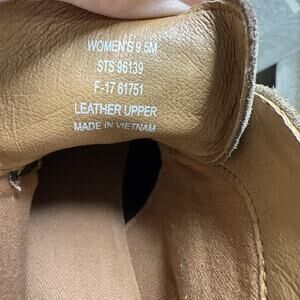 WOMEN'S 9.5M
STS 96139
F-17 61751
LEATHER UPPER
MADE IN VIETNAM